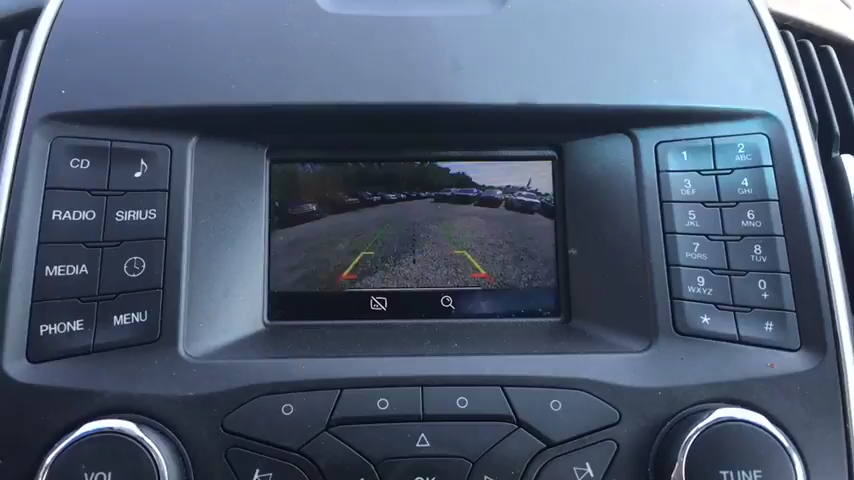 CD
RADIO SIRIUS
MEDIA
PHONE MENU
1 2 ABC
3 DEF 4 GHI
5 JKL 6 MNO
7 PQRS 8 TUV
9 WXYZ 0 +
* #
VOL OK TUNE